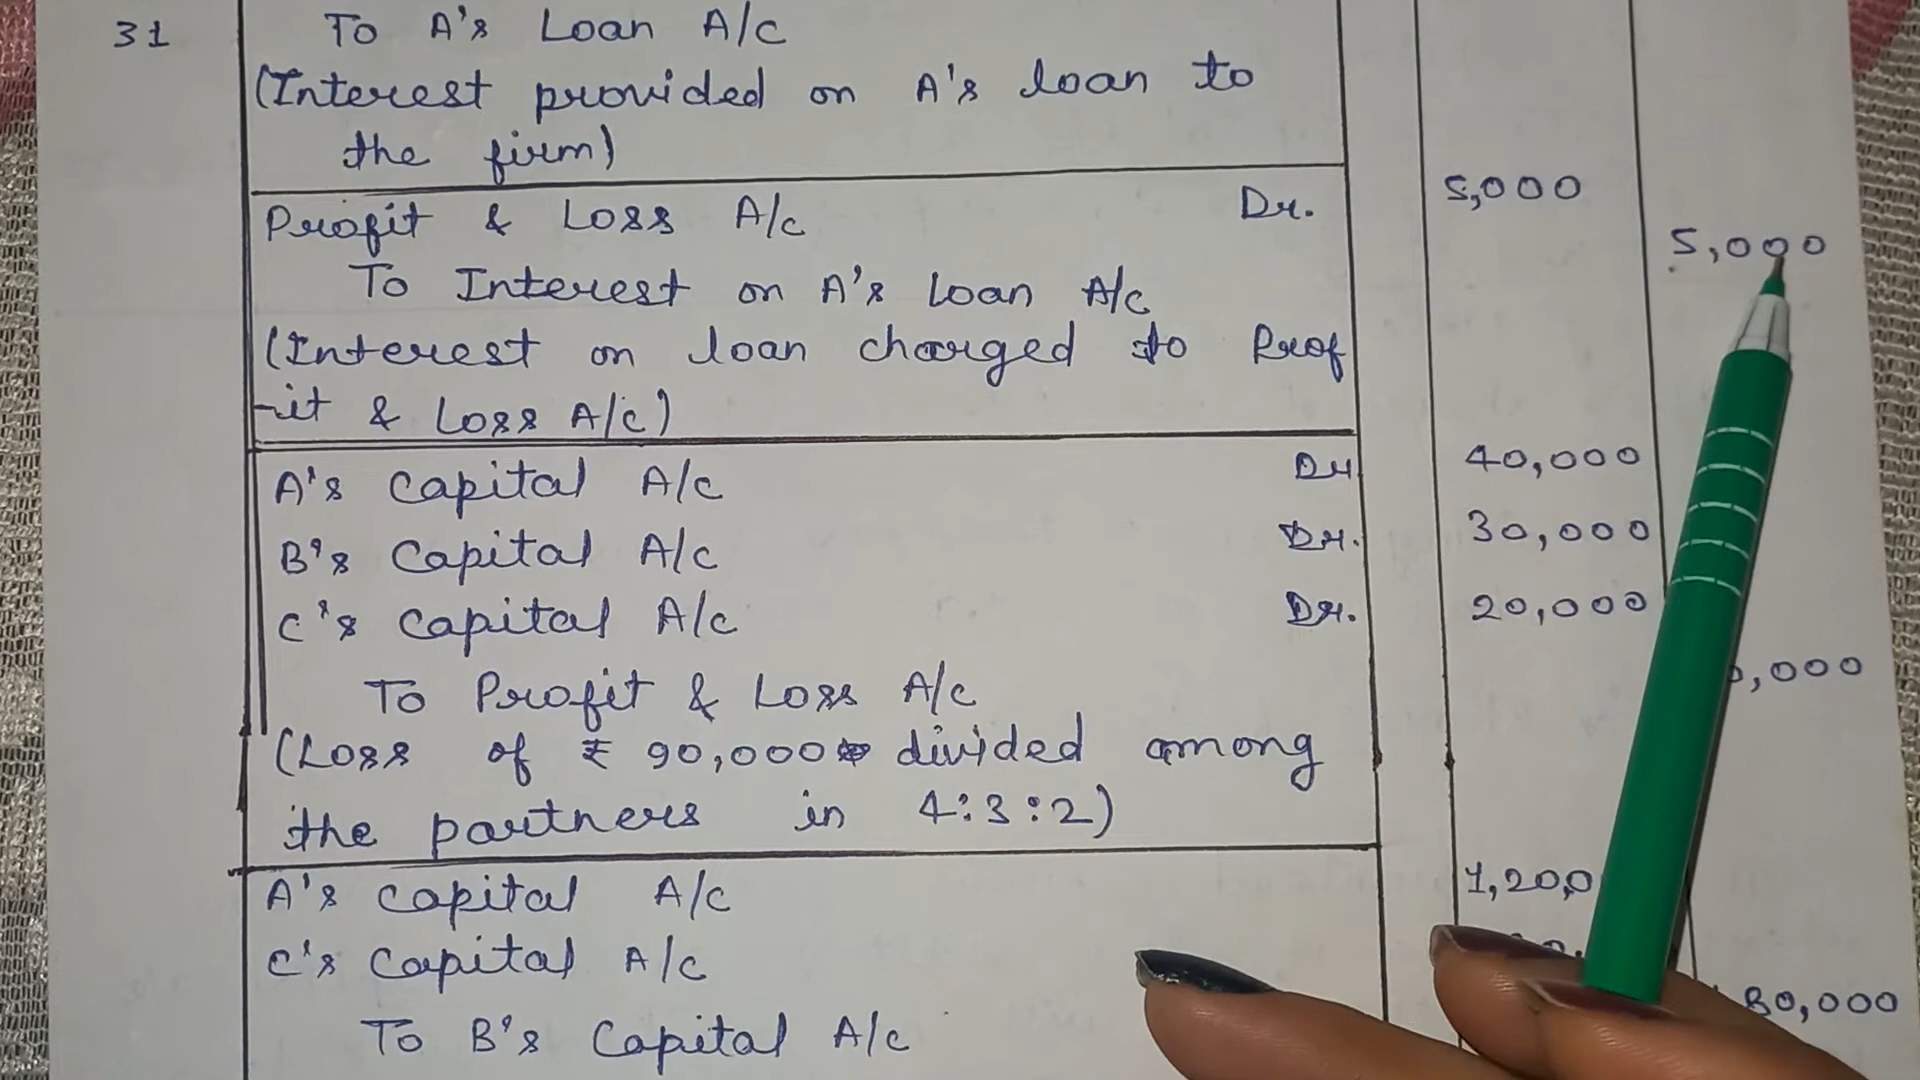 31 To A's Loan A/c
(Interest provided on A's loan to
the firm)
Profit & Loss A/c Dr. 5,000
To Interest on A's Loan A/c 5,000
(Interest on loan charged to Prof
-it & Loss A/c)
A's Capital A/c Dr 40,000
B's Capital A/c Dr. 30,000
C's Capital A/c Dr. 20,000
To Profit & Loss A/c 0,000
(Loss of ₹ 90,000 divided among
the partners in 4:3:2)
A's Capital A/c 1,20,0
C's Capital A/c
To B's Capital A/c 80,000